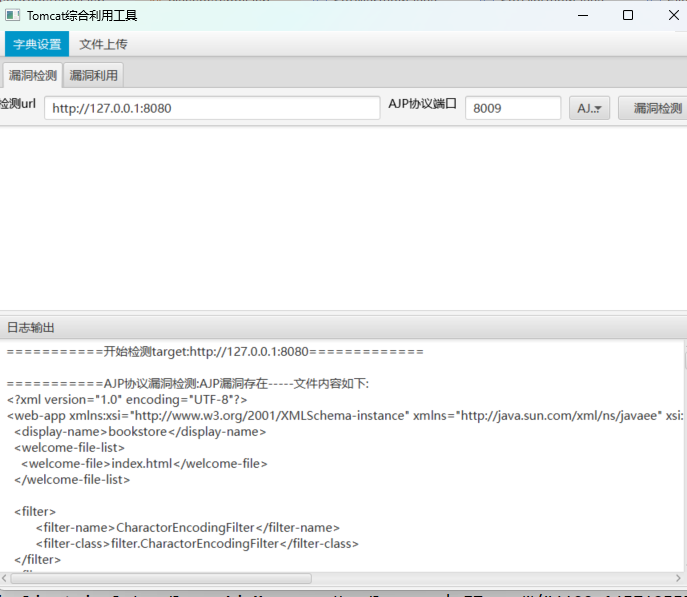 Tomcat综合利用工具
字典设置 文件上传
漏洞检测 漏洞利用
检测url http://127.0.0.1:8080 AJP协议端口 8009 AJ... 漏洞检测
日志输出
===========开始检测target:http://127.0.0.1:8080=============
===========AJP协议漏洞检测:AJP漏洞存在-----文件内容如下:
<?xml version="1.0" encoding="UTF-8"?>
<web-app xmlns:xsi="http://www.w3.org/2001/XMLSchema-instance" xmlns="http://java.sun.com/xml/ns/javaee" xsi:
<display-name>bookstore</display-name>
<welcome-file-list>
<welcome-file>index.html</welcome-file>
</welcome-file-list>
<filter>
<filter-name>CharactorEncodingFilter</filter-name>
<filter-class>filter.CharactorEncodingFilter</filter-class>
</filter>